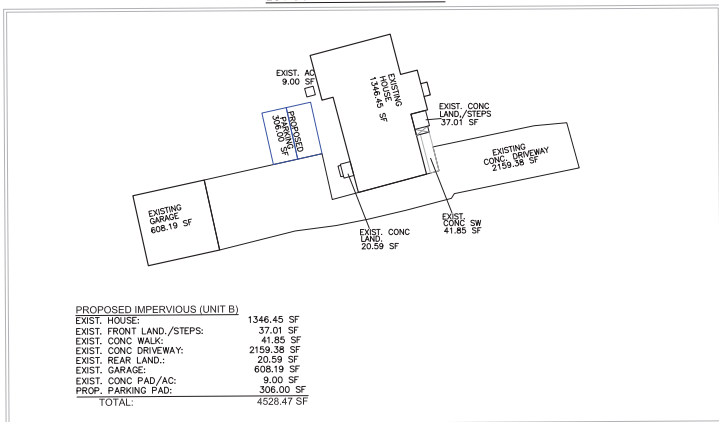 EXIST. AC
9.00 SF
EXISTING
HOUSE
1346.45 SF
PROPOSED
PARKING
306.00 SF
EXIST. CONC
LAND./STEPS
37.01 SF
EXISTING
CONC. DRIVEWAY
2159.38 SF
EXISTING
GARAGE
608.19 SF
EXIST. CONC
LAND.
20.59 SF
EXIST.
CONC SW
41.85 SF
PROPOSED IMPERVIOUS (UNIT B)
EXIST. HOUSE: 1346.45 SF
EXIST. FRONT LAND./STEPS: 37.01 SF
EXIST. CONC WALK: 41.85 SF
EXIST. CONC DRIVEWAY: 2159.38 SF
EXIST. REAR LAND.: 20.59 SF
EXIST. GARAGE: 608.19 SF
EXIST. CONC PAD/AC: 9.00 SF
PROP. PARKING PAD: 306.00 SF
TOTAL: 4528.47 SF